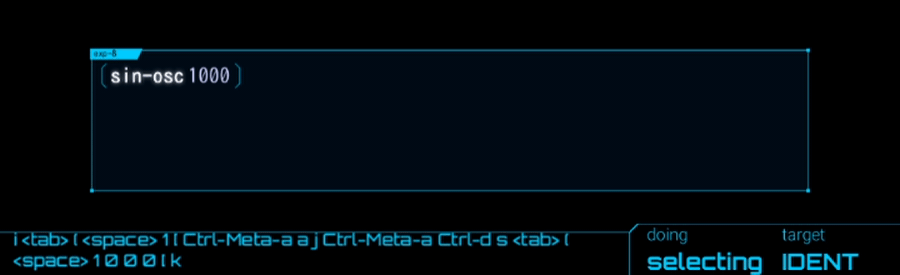 exp-6
(sin-osc 1000)
i <tab> ( <space> 1 [ Ctrl-Meta-a a j Ctrl-Meta-a Ctrl-d s <tab> (
<space> 1 0 0 0 [ k
doing target
selecting IDENT